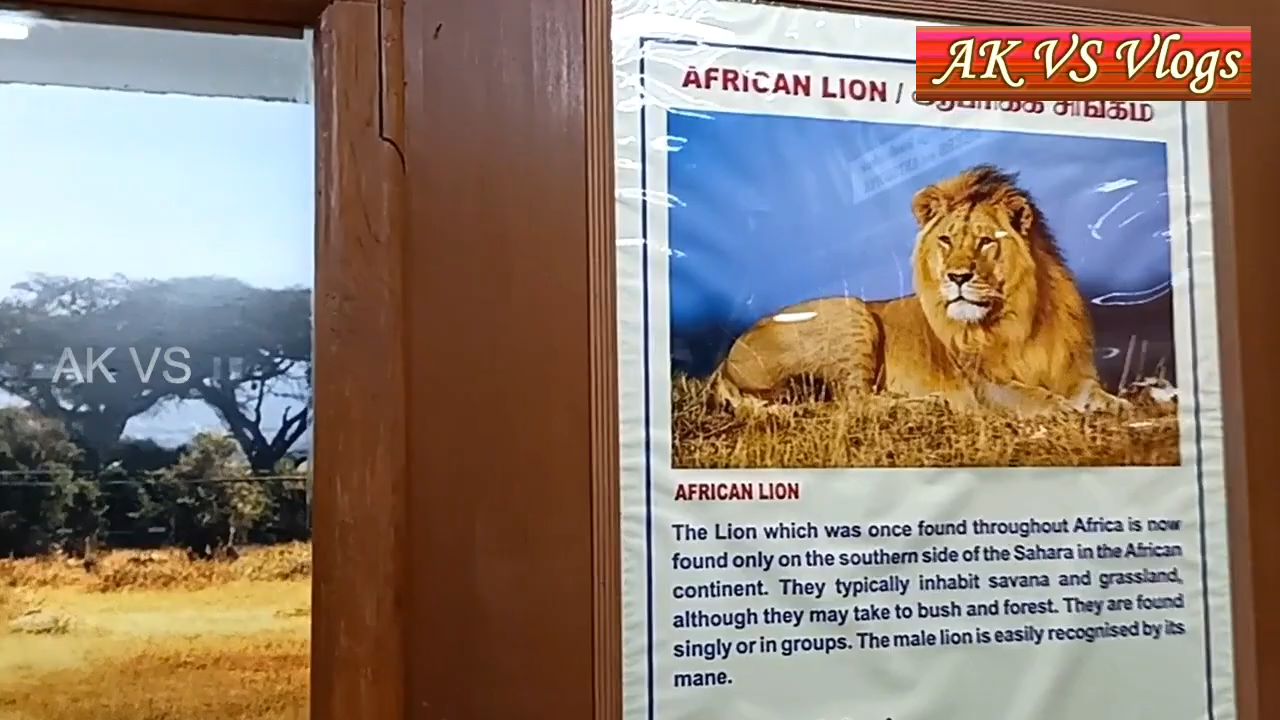 AK VS Vlogs
AFRICAN LION / ஆப்பிரிக்க சிங்கம்
AK VS
AFRICAN LION
The Lion which was once found throughout Africa is now
found only on the southern side of the Sahara in the African
continent. They typically inhabit savana and grassland,
although they may take to bush and forest. They are found
singly or in groups. The male lion is easily recognised by its
mane.